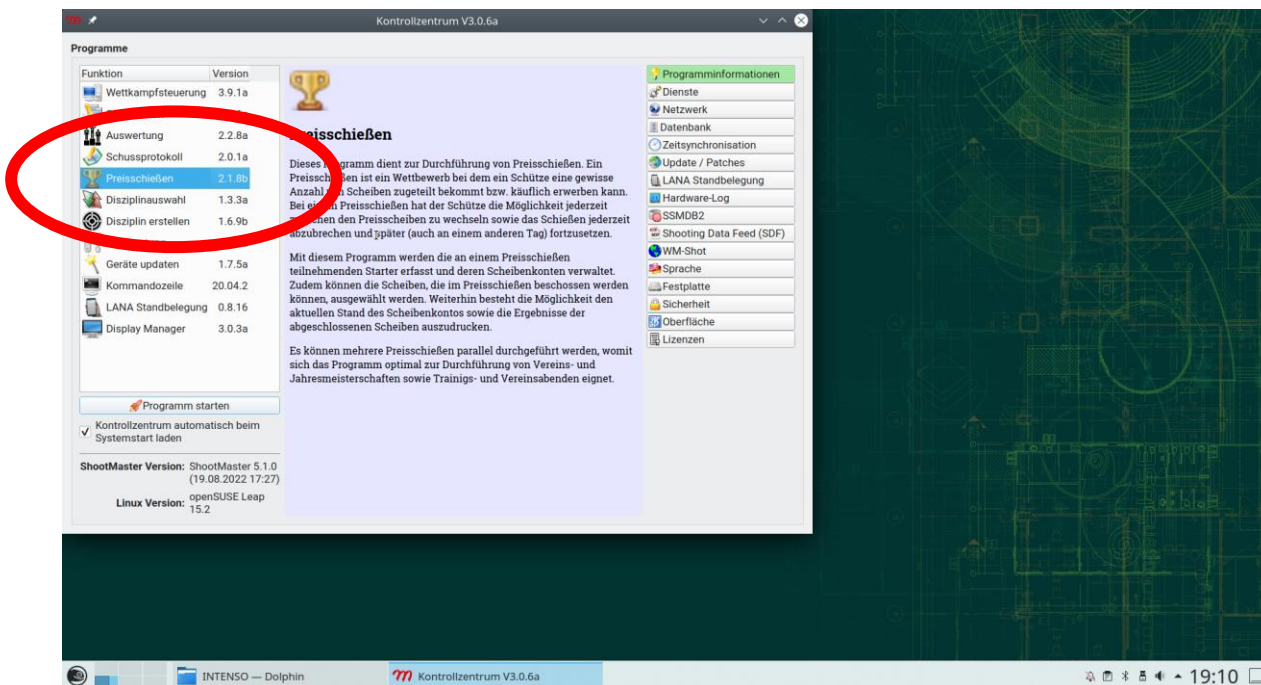 Kontrollzentrum V3.0.6a
Programme
Funktion Version
Wettkampfsteuerung 3.9.1a
Auswertung 2.2.8a
Schussprotokoll 2.0.1a
Preisschießen 2.1.8b
Disziplinauswahl 1.3.3a
Disziplin erstellen 1.6.9b
Geräte updaten 1.7.5a
Kommandozeile 20.04.2
LANA Standbelegung 0.8.16
Display Manager 3.0.3a
Programm starten
Kontrollzentrum automatisch beim
Systemstart laden
ShootMaster Version: ShootMaster 5.1.0
(19.08.2022 17:27)
Linux Version: openSUSE Leap
15.2
Preisschießen
Dieses Programm dient zur Durchführung von Preisschießen. Ein
Preisschießen ist ein Wettbewerb bei dem ein Schütze eine gewisse
Anzahl von Scheiben zugeteilt bekommt bzw. käuflich erwerben kann.
Bei einem Preisschießen hat der Schütze die Möglichkeit jederzeit
zwischen den Preisscheiben zu wechseln sowie das Schießen jederzeit
abzubrechen und später (auch an einem anderen Tag) fortzusetzen.
Mit diesem Programm werden die an einem Preisschießen
teilnehmenden Starter erfasst und deren Scheibenkonten verwaltet.
Zudem können die Scheiben, die im Preisschießen beschossen werden
können, ausgewählt werden. Weiterhin besteht die Möglichkeit den
aktuellen Stand des Scheibenkontos sowie die Ergebnisse der
abgeschlossenen Scheiben auszudrucken.
Es können mehrere Preisschießen parallel durchgeführt werden, womit
sich das Programm optimal zur Durchführung von Vereins- und
Jahresmeisterschaften sowie Trainigs- und Vereinsabenden eignet.
Programminformationen
Dienste
Netzwerk
Datenbank
Zeitsynchronisation
Update / Patches
LANA Standbelegung
Hardware-Log
SSMDB2
Shooting Data Feed (SDF)
WM-Shot
Sprache
Festplatte
Sicherheit
Oberfläche
Lizenzen
INTENSO — Dolphin
Kontrollzentrum V3.0.6a
19:10